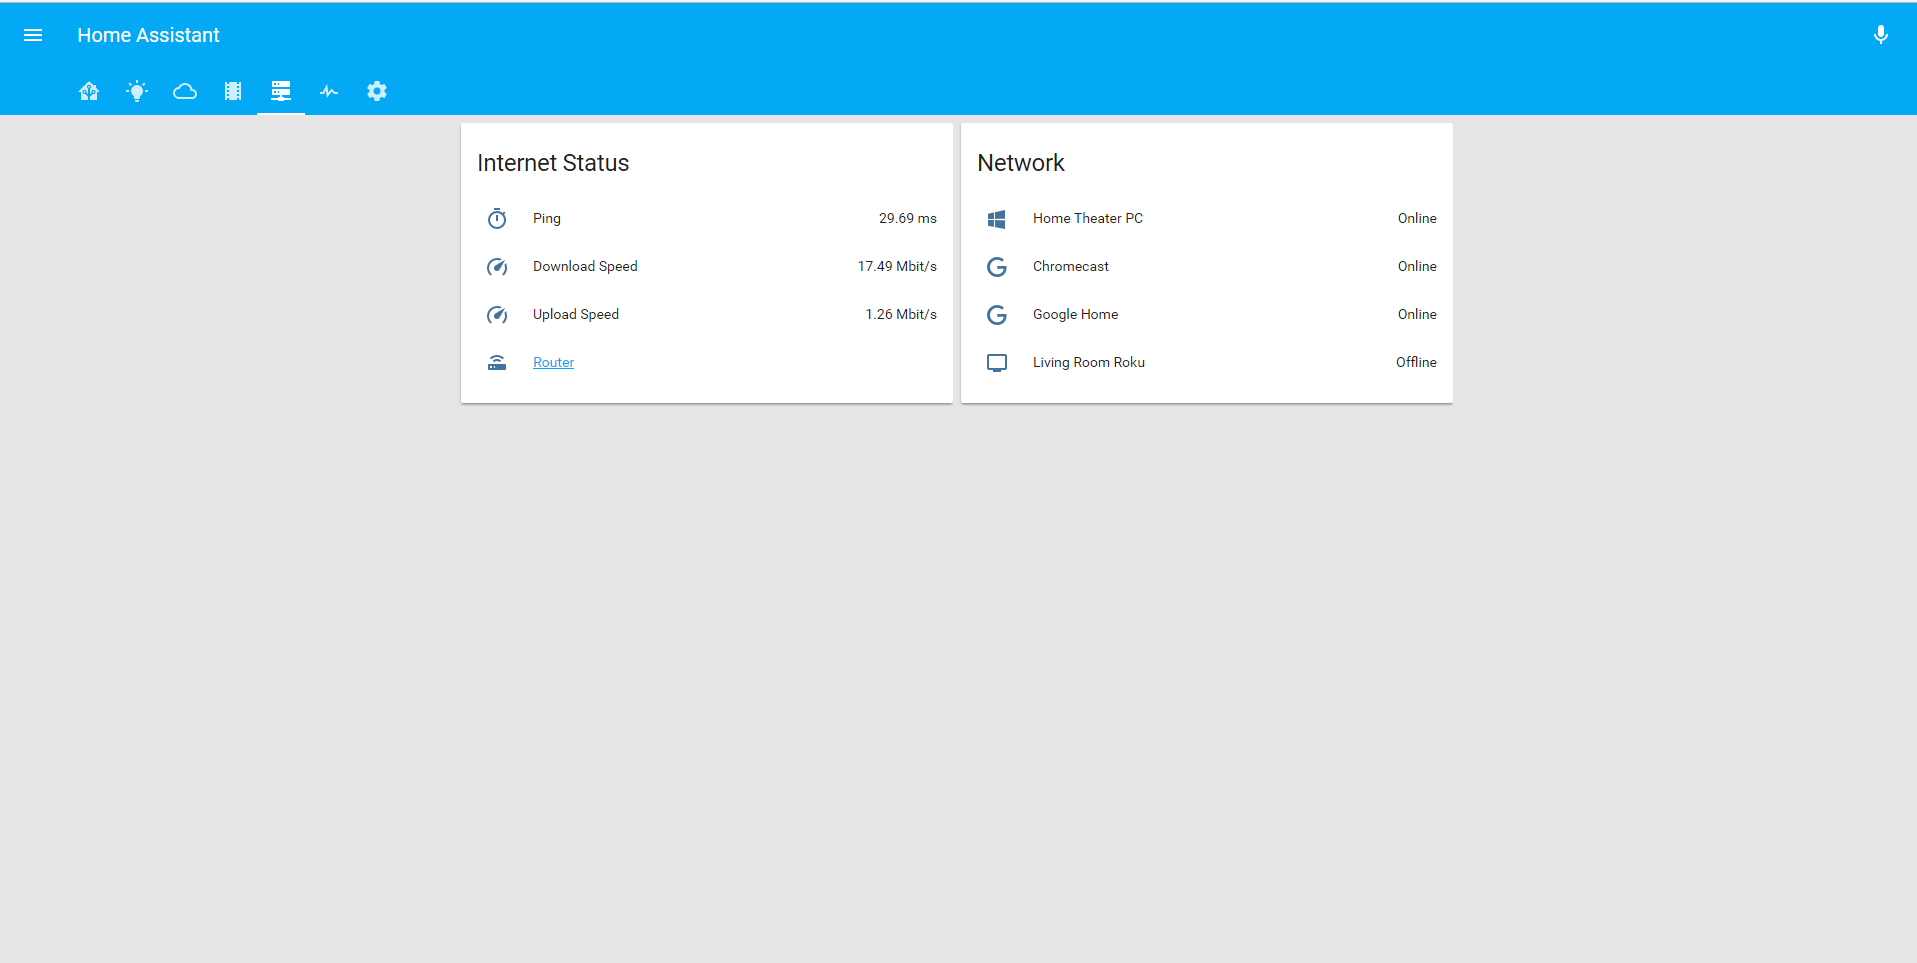 Home Assistant
Internet Status
Ping 29.69 ms
Download Speed 17.49 Mbit/s
Upload Speed 1.26 Mbit/s
Router
Network
Home Theater PC Online
Chromecast Online
Google Home Online
Living Room Roku Offline